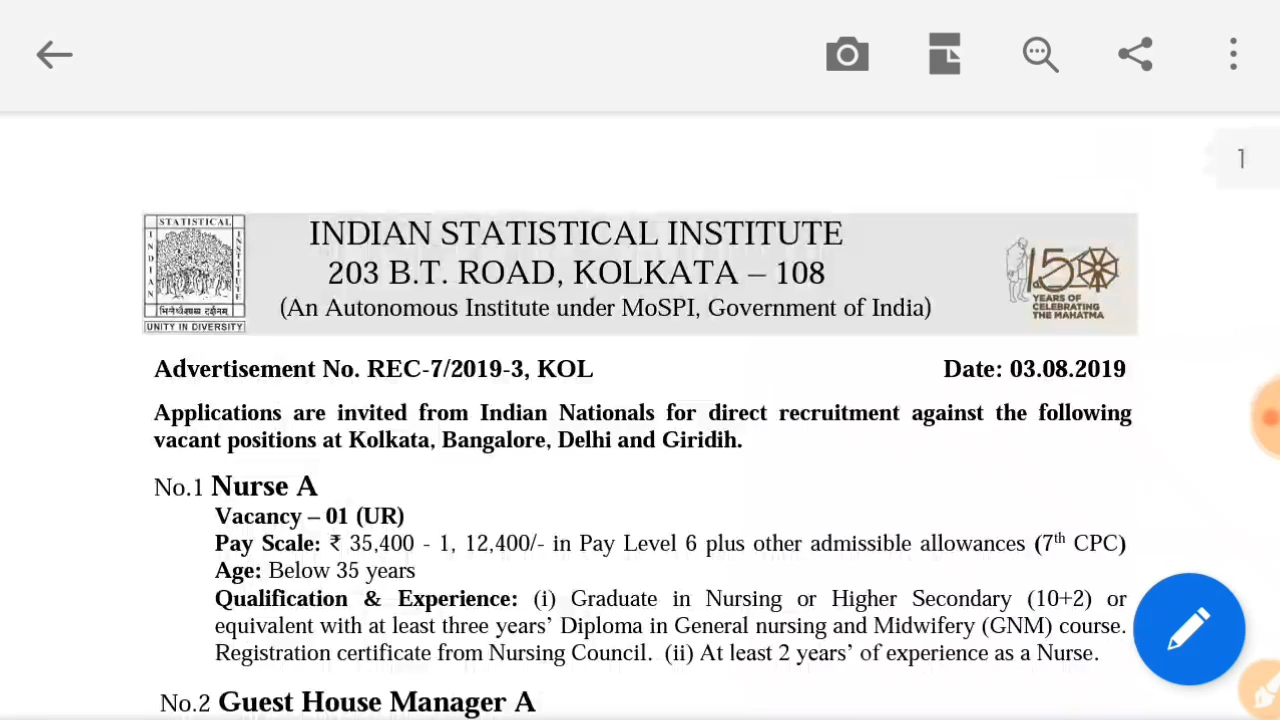 1
STATISTICAL
INDIAN
INSTITUTE
UNITY IN DIVERSITY
INDIAN STATISTICAL INSTITUTE
203 B.T. ROAD, KOLKATA – 108
(An Autonomous Institute under MoSPI, Government of India)
150
YEARS OF
CELEBRATING
THE MAHATMA
Advertisement No. REC-7/2019-3, KOL Date: 03.08.2019
Applications are invited from Indian Nationals for direct recruitment against the following
vacant positions at Kolkata, Bangalore, Delhi and Giridih.
No.1 Nurse A
Vacancy – 01 (UR)
Pay Scale: ₹ 35,400 - 1, 12,400/- in Pay Level 6 plus other admissible allowances (7th CPC)
Age: Below 35 years
Qualification & Experience: (i) Graduate in Nursing or Higher Secondary (10+2) or
equivalent with at least three years’ Diploma in General nursing and Midwifery (GNM) course.
Registration certificate from Nursing Council. (ii) At least 2 years’ of experience as a Nurse.
No.2 Guest House Manager A